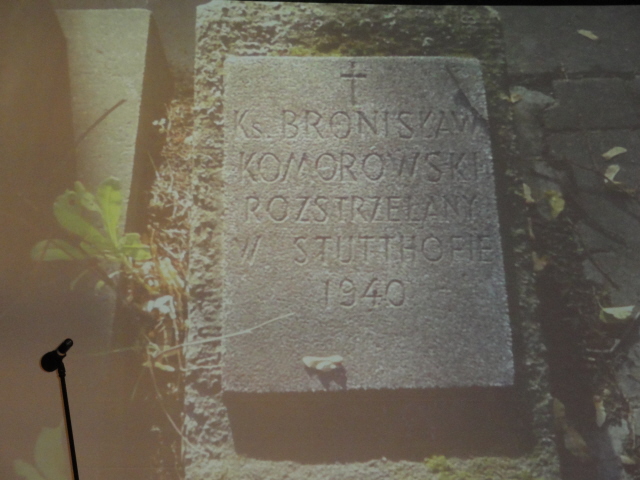 Ks. BRONISŁAW
KOMOROWSKI
ROZSTRZELANY
W STUTTHOFIE
1940